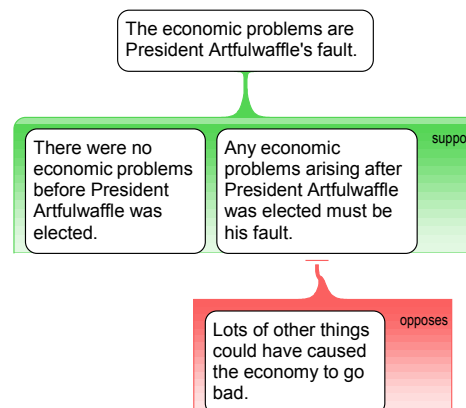 The economic problems are
President Artfulwaffle's fault.
There were no
economic problems
before President
Artfulwaffle was
elected.
Any economic
problems arising after
President Artfulwaffle
was elected must be
his fault.
suppo
Lots of other things
could have caused
the economy to go
bad.
opposes